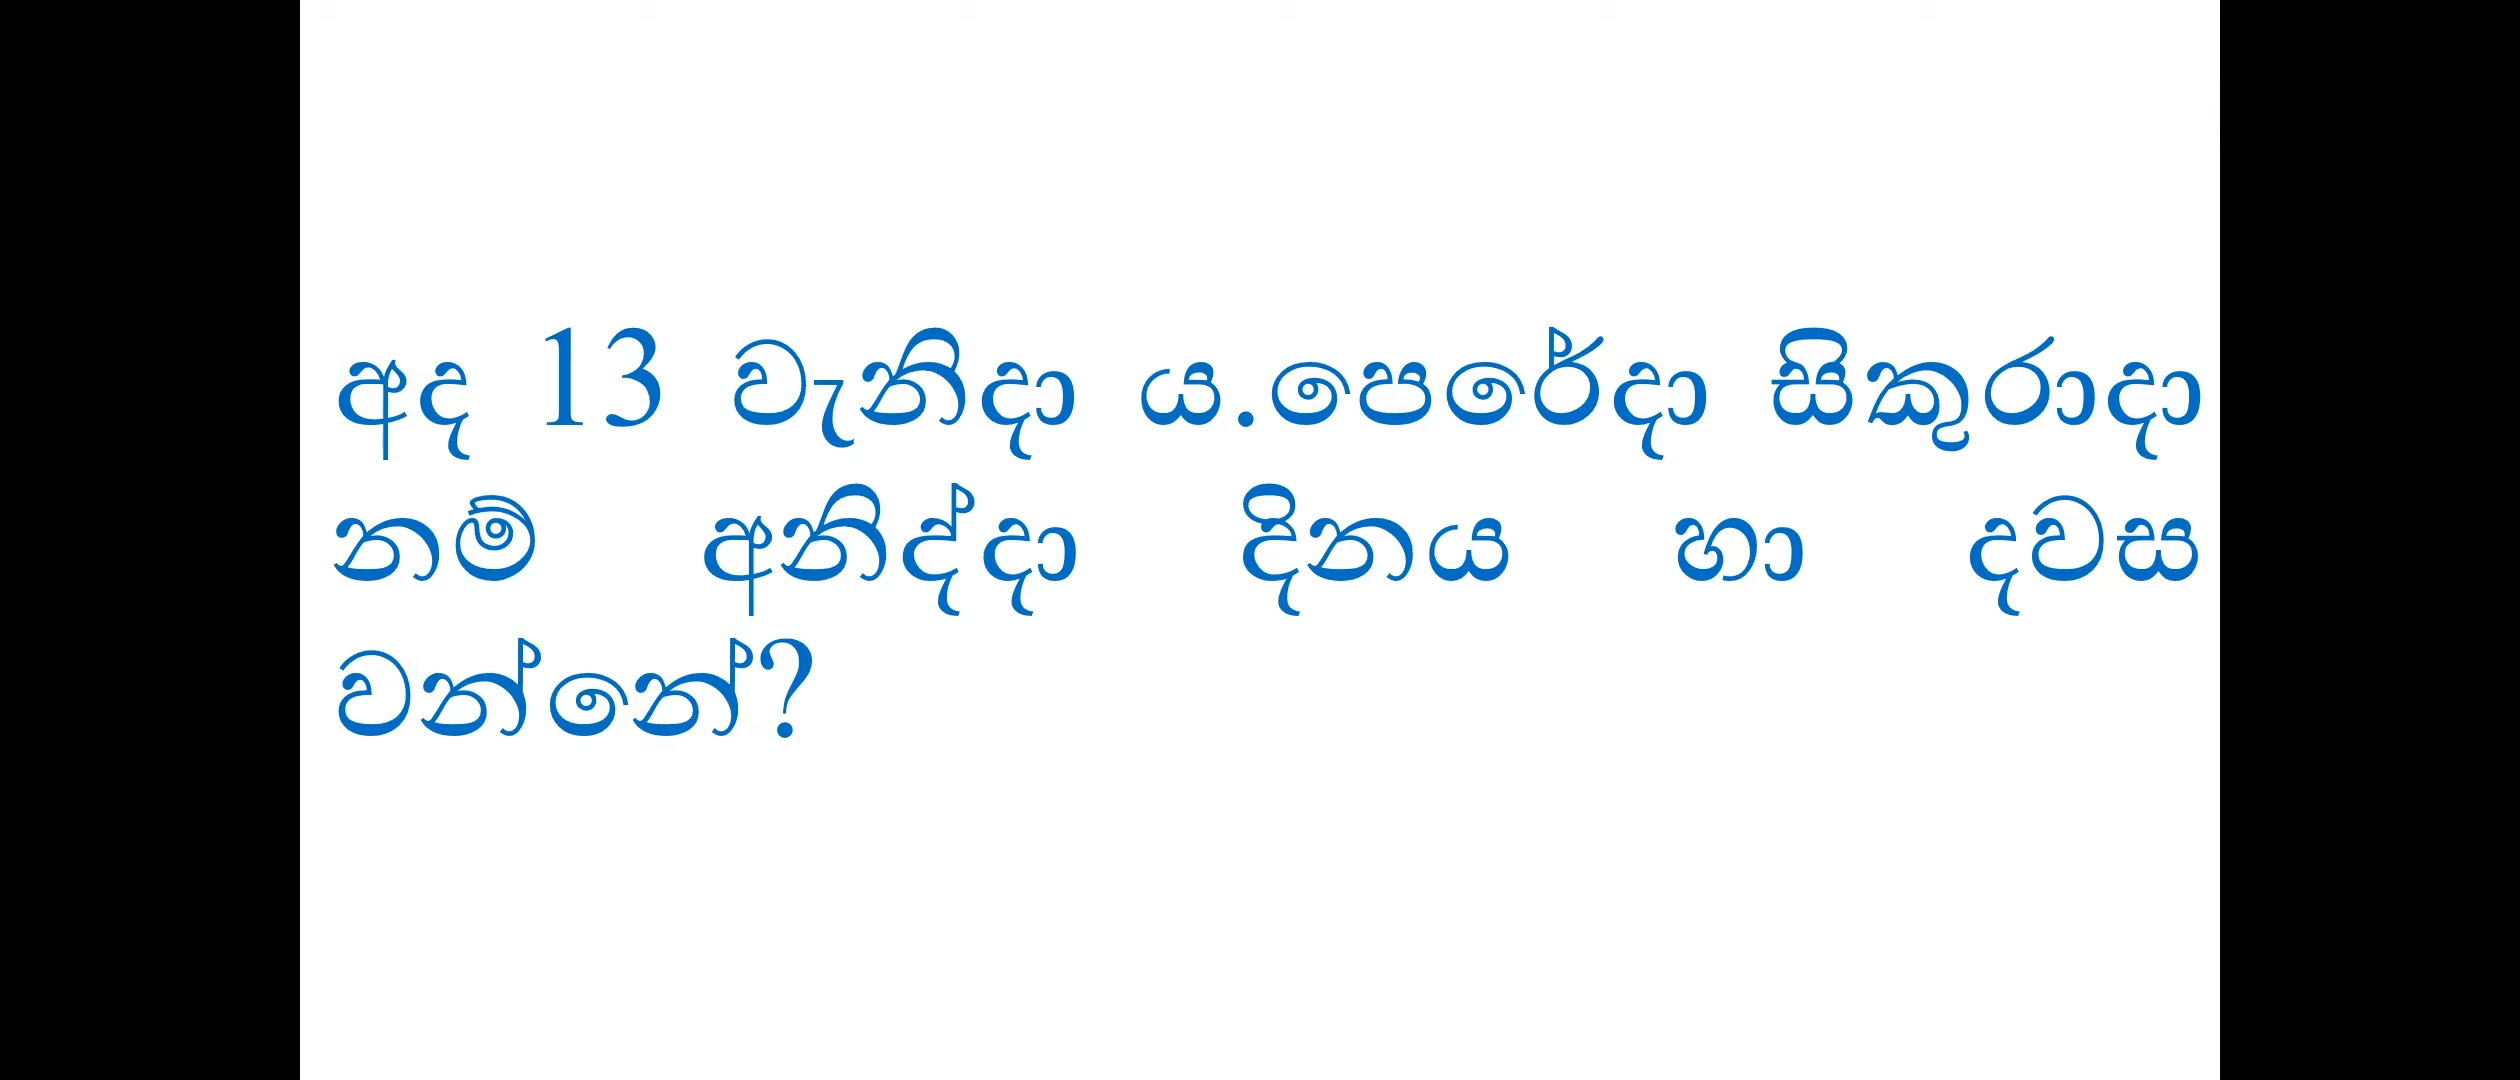 අද 13 වැනිදා ය.පෙරේදා සිකුරාදා
නම් අනිද්දා දිනය හා දවස
වන්නේ?